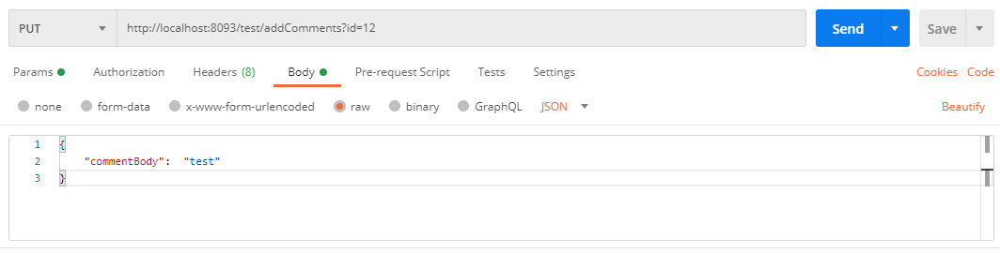 PUT http://localhost:8093/test/addComments?id=12 Send Save
Params Authorization Headers (8) Body Pre-request Script Tests Settings Cookies Code
none form-data x-www-form-urlencoded raw binary GraphQL JSON Beautify
1 {
2 "commentBody": "test"
3 }